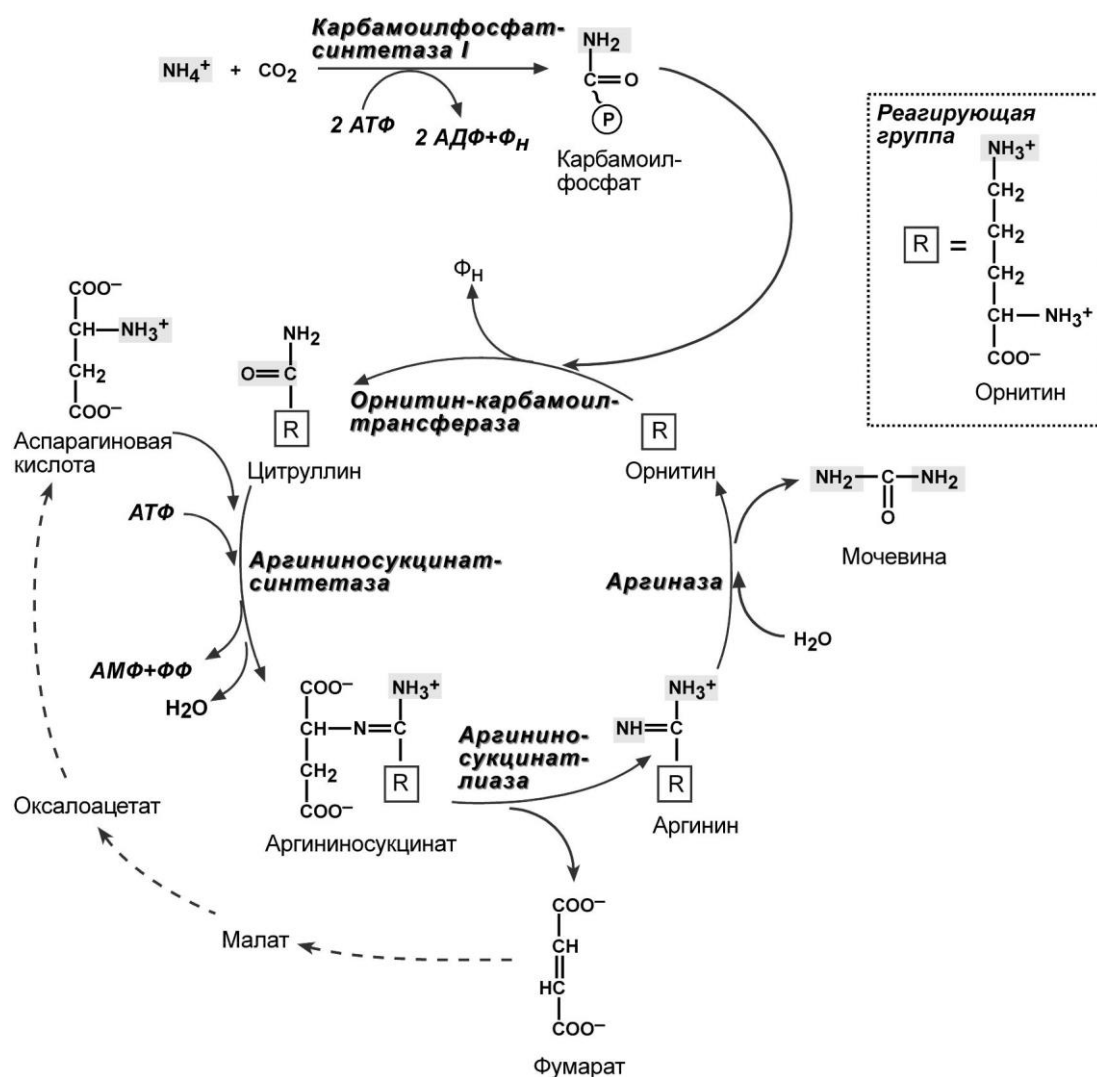 Карбамоилфосфат-
синтетаза I
NH₄⁺ + CO₂
2 АТФ
2 АДФ+Фн
NH₂
C=O
P
Карбамоил-
фосфат
Реагирующая
группа
NH₃⁺
CH₂
CH₂
CH₂
CH—NH₃⁺
COO⁻
R =
Орнитин
Фн
COO⁻
CH—NH₃⁺
CH₂
COO⁻
Аспарагиновая
кислота
NH₂
O=C
R
Цитруллин
Орнитин-карбамоил-
трансфераза
R
Орнитин
NH₂—C—NH₂
O
Мочевина
АТФ
Аргининосукцинат-
синтетаза
Аргиназа
H₂O
АМФ+ФФ
H₂O
COO⁻
NH₃⁺
CH—N=C
CH₂
R
COO⁻
Аргининосукцинат
Аргинино-
сукцинат-
лиаза
NH₃⁺
NH=C
R
Аргинин
Оксалоацетат
Малат
COO⁻
CH
HC
COO⁻
Фумарат